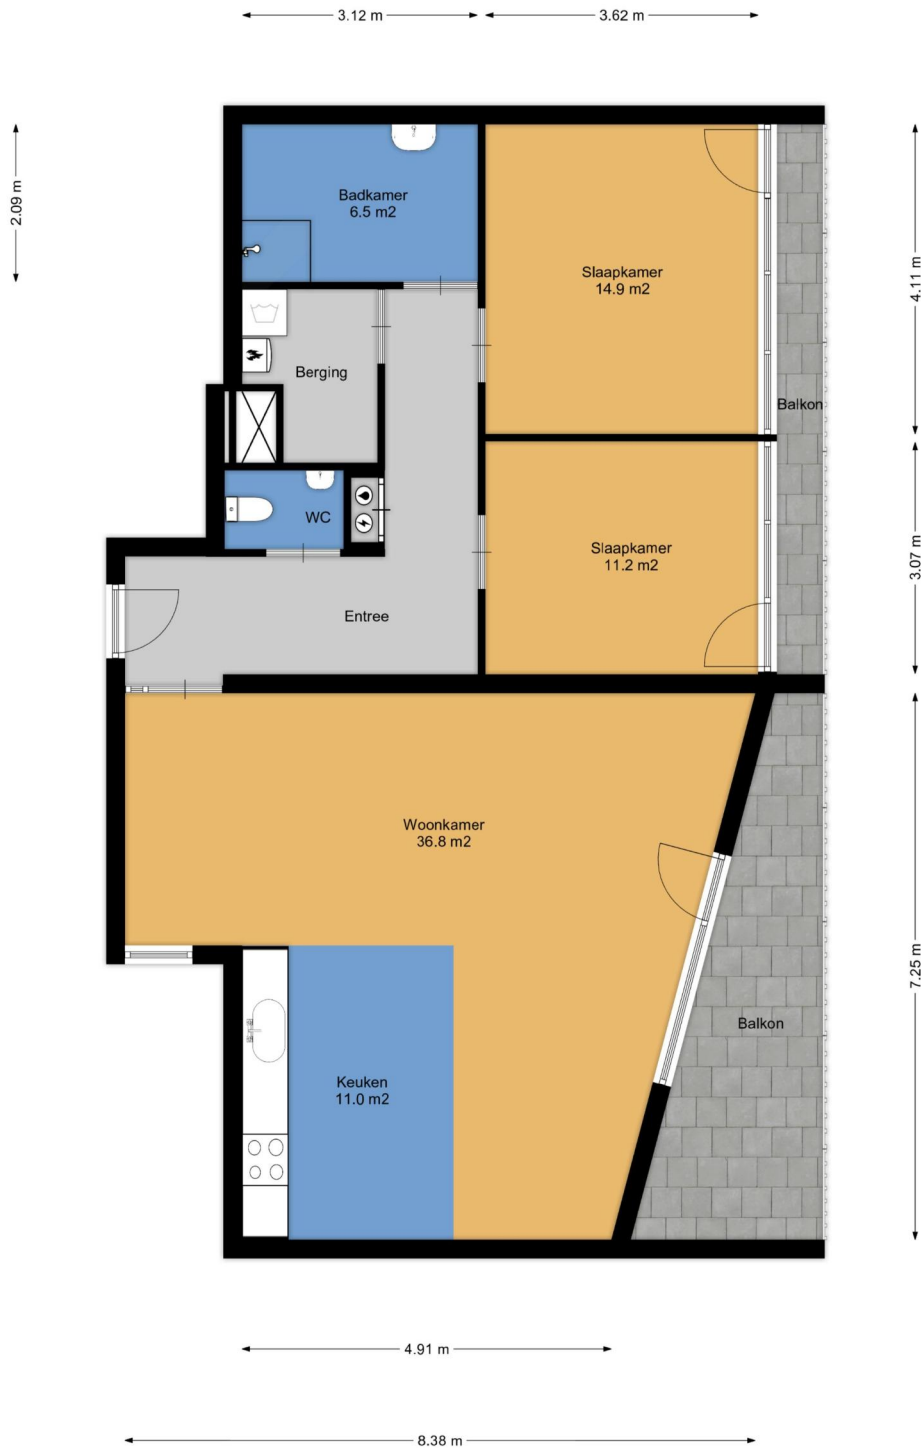 3.12 m
3.62 m
2.09 m
4.11 m
Badkamer
6.5 m2
Slaapkamer
14.9 m2
Berging
Balkon
WC
Slaapkamer
11.2 m2
3.07 m
Entree
Woonkamer
36.8 m2
7.25 m
Balkon
Keuken
11.0 m2
4.91 m
8.38 m